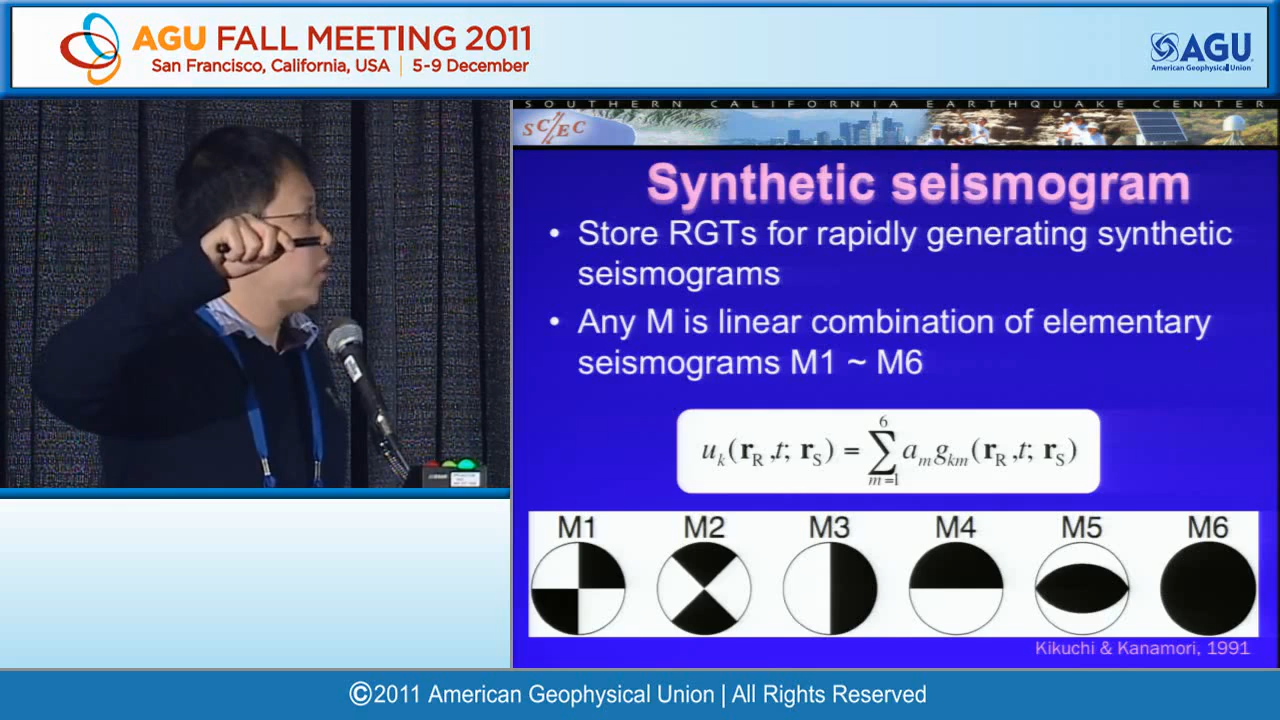 AGU FALL MEETING 2011
San Francisco, California, USA | 5-9 December
AGU
American Geophysical Union
SOUTHERN CALIFORNIA EARTHQUAKE CENTER
SC/EC
Synthetic seismogram
• Store RGTs for rapidly generating synthetic
seismograms
• Any M is linear combination of elementary
seismograms M1 ~ M6
u_k(r_R,t; r_S) = ∑_{m=1}^{6} a_m g_{km}(r_R,t; r_S)
M1 M2 M3 M4 M5 M6
Kikuchi & Kanamori, 1991
©2011 American Geophysical Union | All Rights Reserved